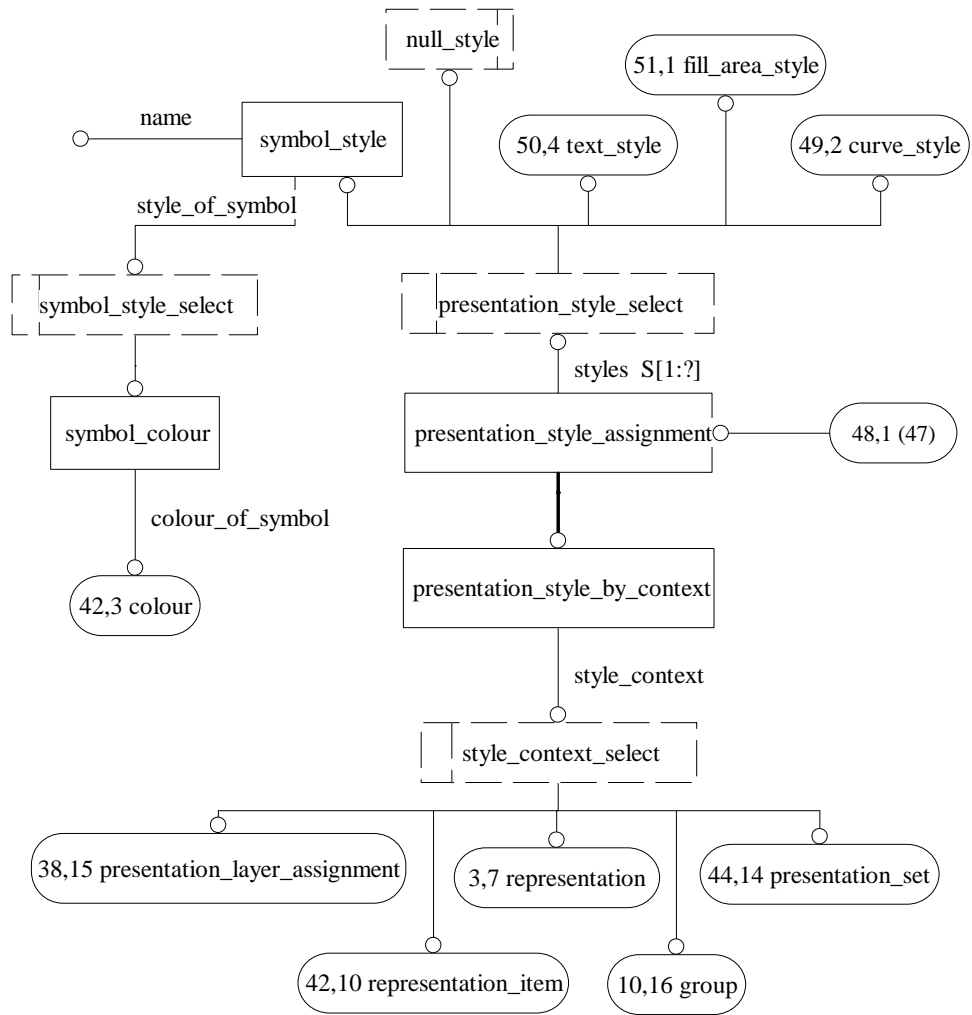 null_style
51,1 fill_area_style
name
symbol_style
50,4 text_style
49,2 curve_style
style_of_symbol
symbol_style_select
presentation_style_select
styles S[1:?]
symbol_colour
presentation_style_assignment
48,1 (47)
colour_of_symbol
42,3 colour
presentation_style_by_context
style_context
style_context_select
38,15 presentation_layer_assignment
3,7 representation
44,14 presentation_set
42,10 representation_item
10,16 group